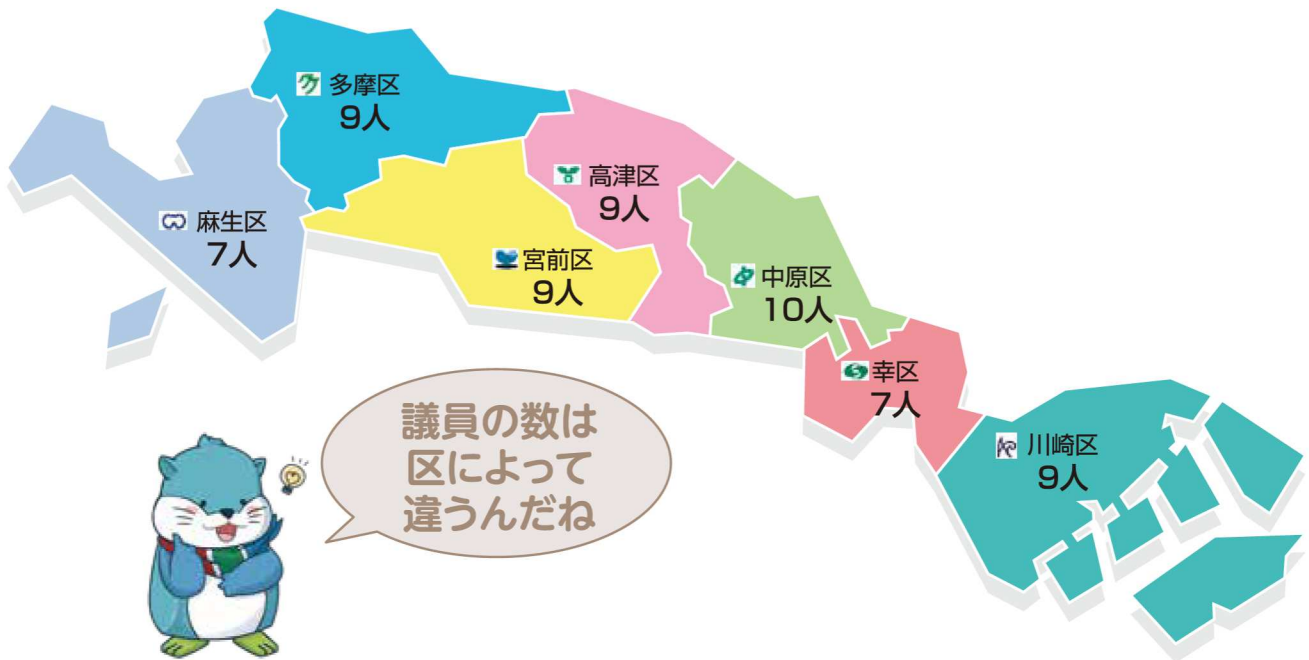 多摩区
9人
高津区
9人
麻生区
7人
宮前区
9人
中原区
10人
幸区
7人
川崎区
9人
議員の数は
区によって
違うんだね